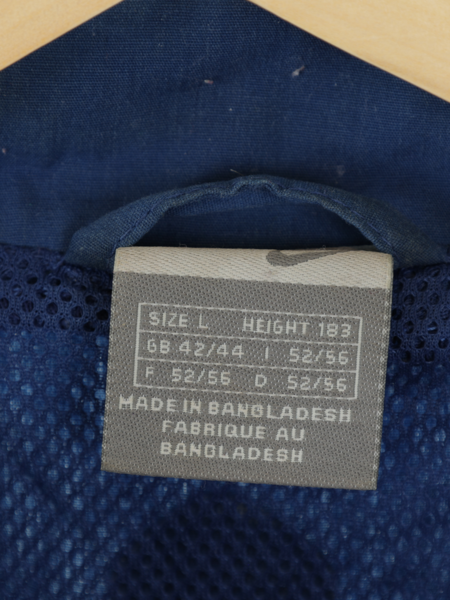 SIZE L HEIGHT 183
GB 42/44 I 52/56
F 52/56 D 52/56
MADE IN BANGLADESH
FABRIQUE AU
BANGLADESH